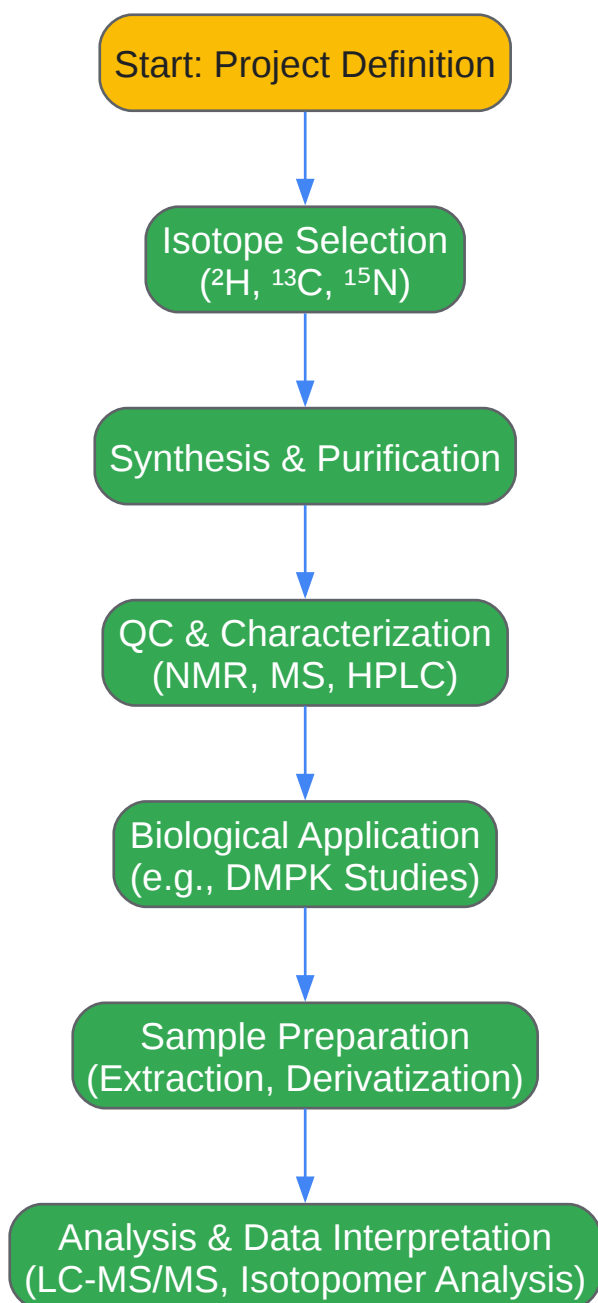 Start: Project Definition
Isotope Selection
(²H, ¹³C, ¹⁵N)
Synthesis & Purification
QC & Characterization
(NMR, MS, HPLC)
Biological Application
(e.g., DMPK Studies)
Sample Preparation
(Extraction, Derivatization)
Analysis & Data Interpretation
(LC-MS/MS, Isotopomer Analysis)